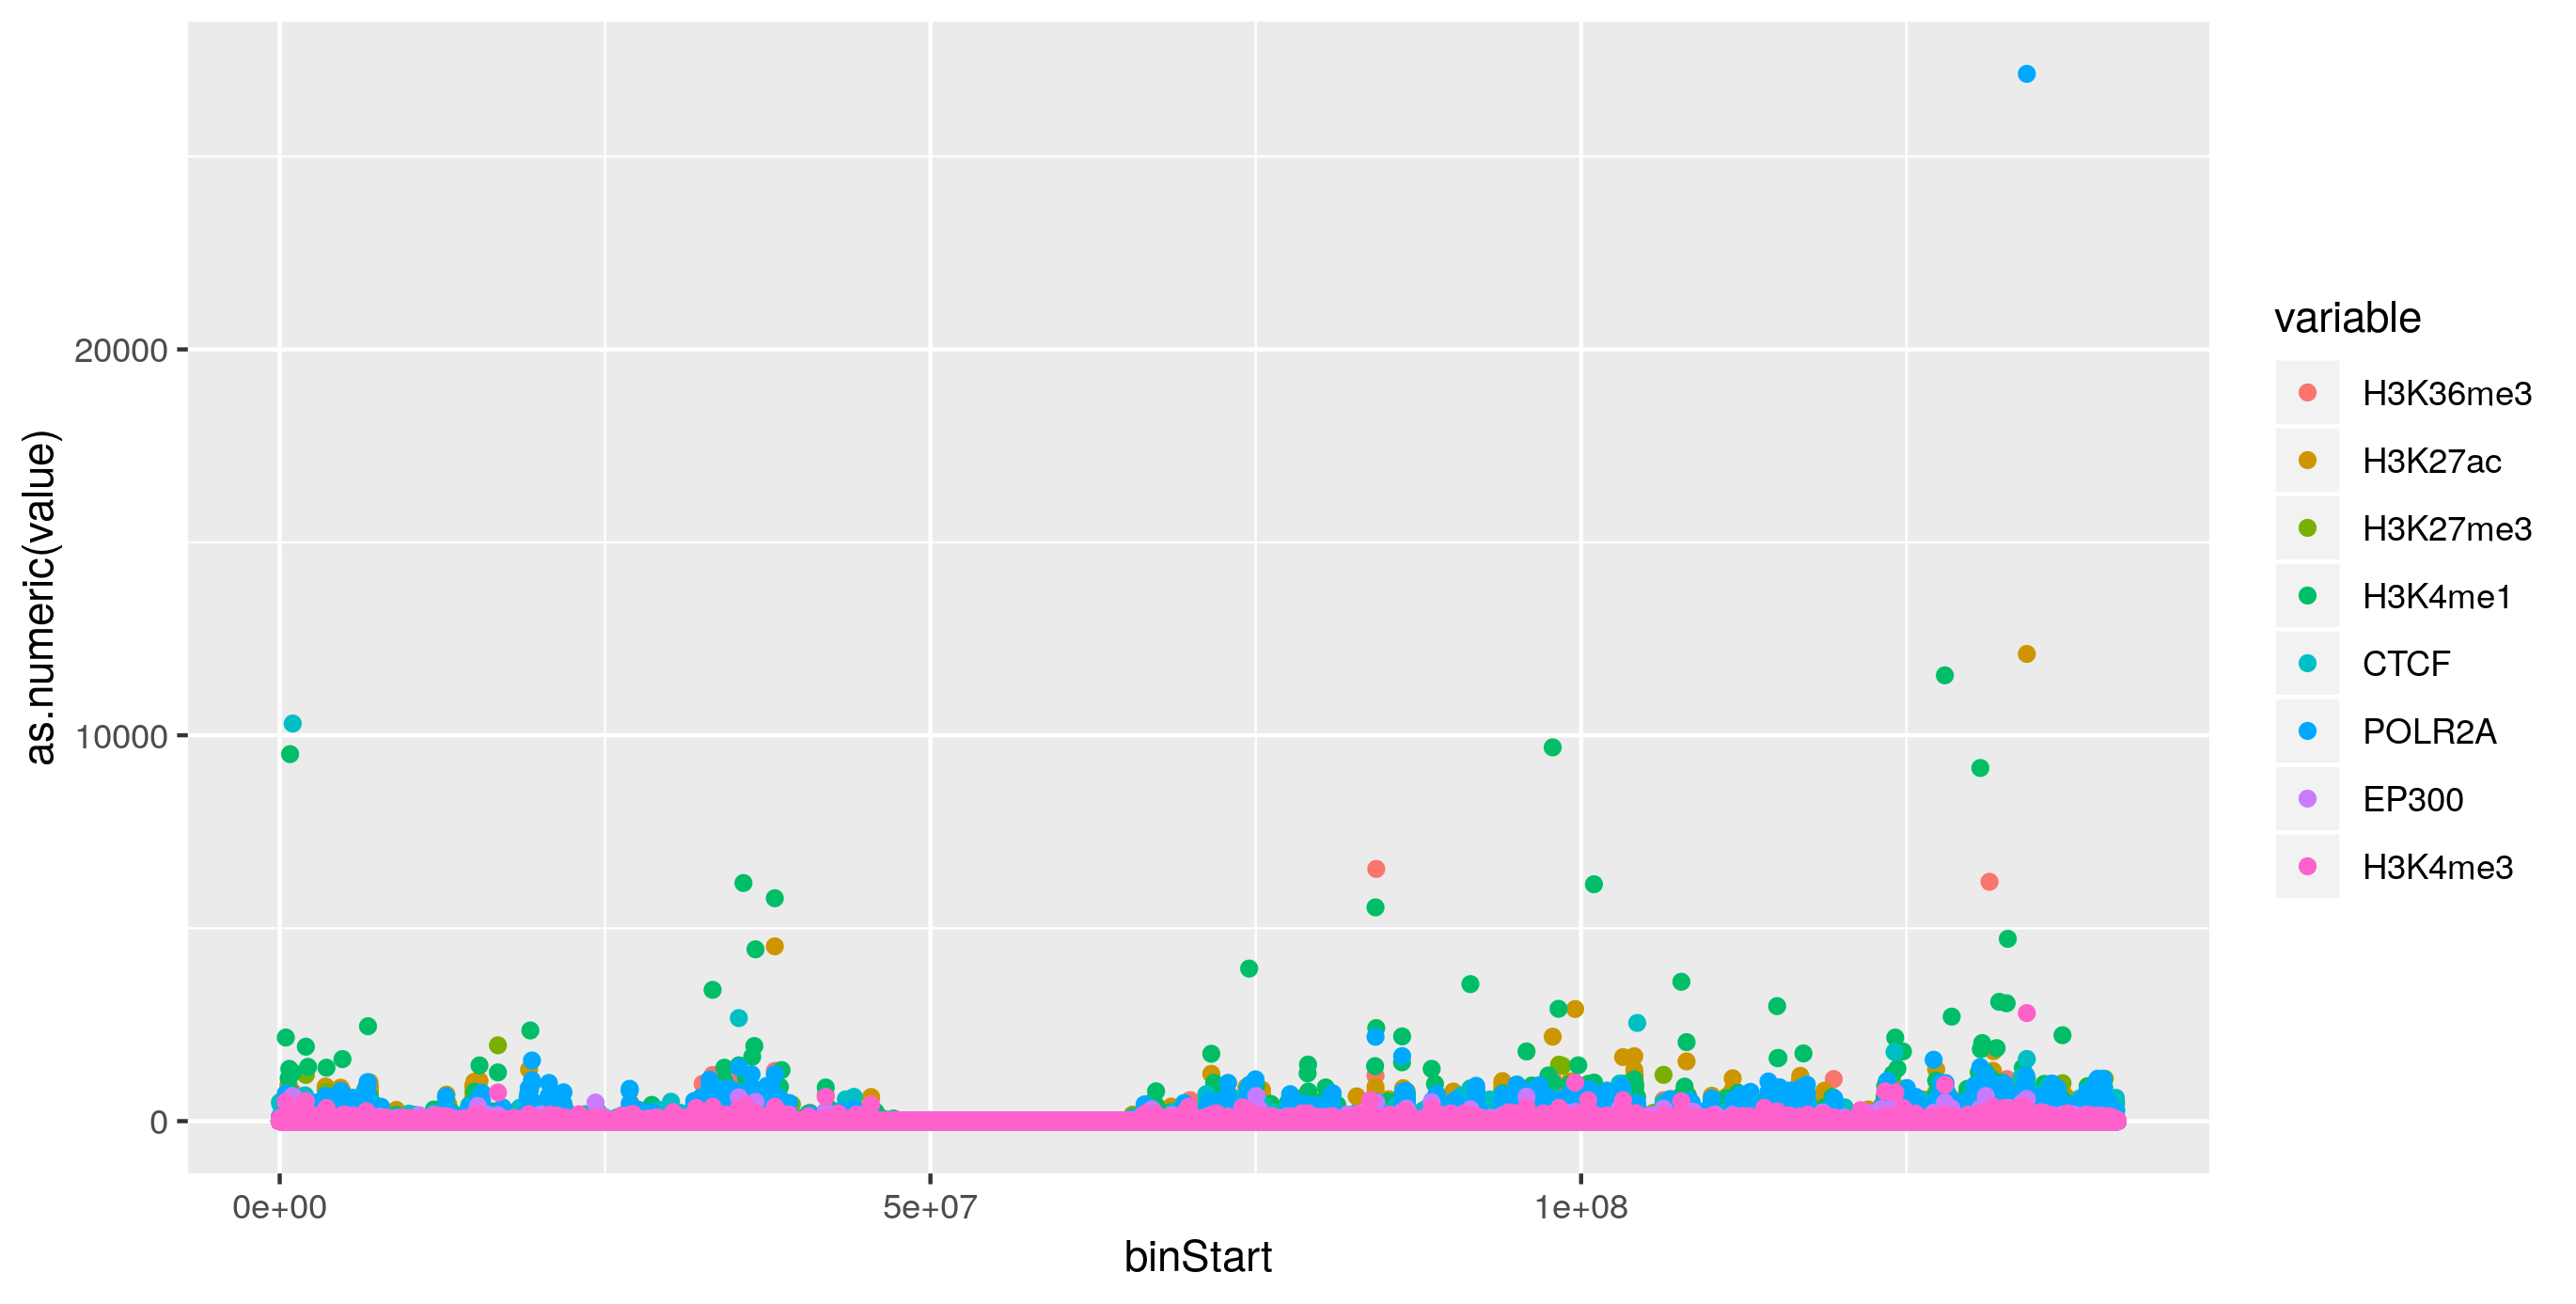 as.numeric(value)
20000
10000
0
0e+00
5e+07
1e+08
binStart
variable
H3K36me3
H3K27ac
H3K27me3
H3K4me1
CTCF
POLR2A
EP300
H3K4me3